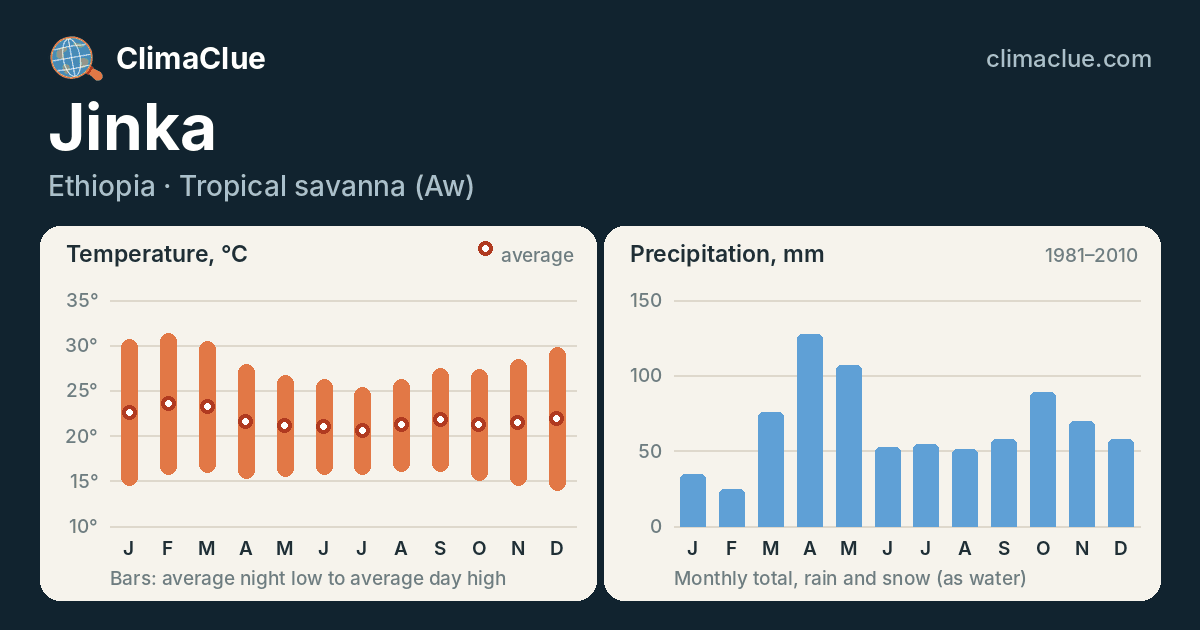 ClimaClue
climaclue.com
Jinka
Ethiopia · Tropical savanna (Aw)
Temperature, °C
average
35°
30°
25°
20°
15°
10°
J F M A M J J A S O N D
Bars: average night low to average day high
Precipitation, mm
1981–2010
150
100
50
0
J F M A M J J A S O N D
Monthly total, rain and snow (as water)